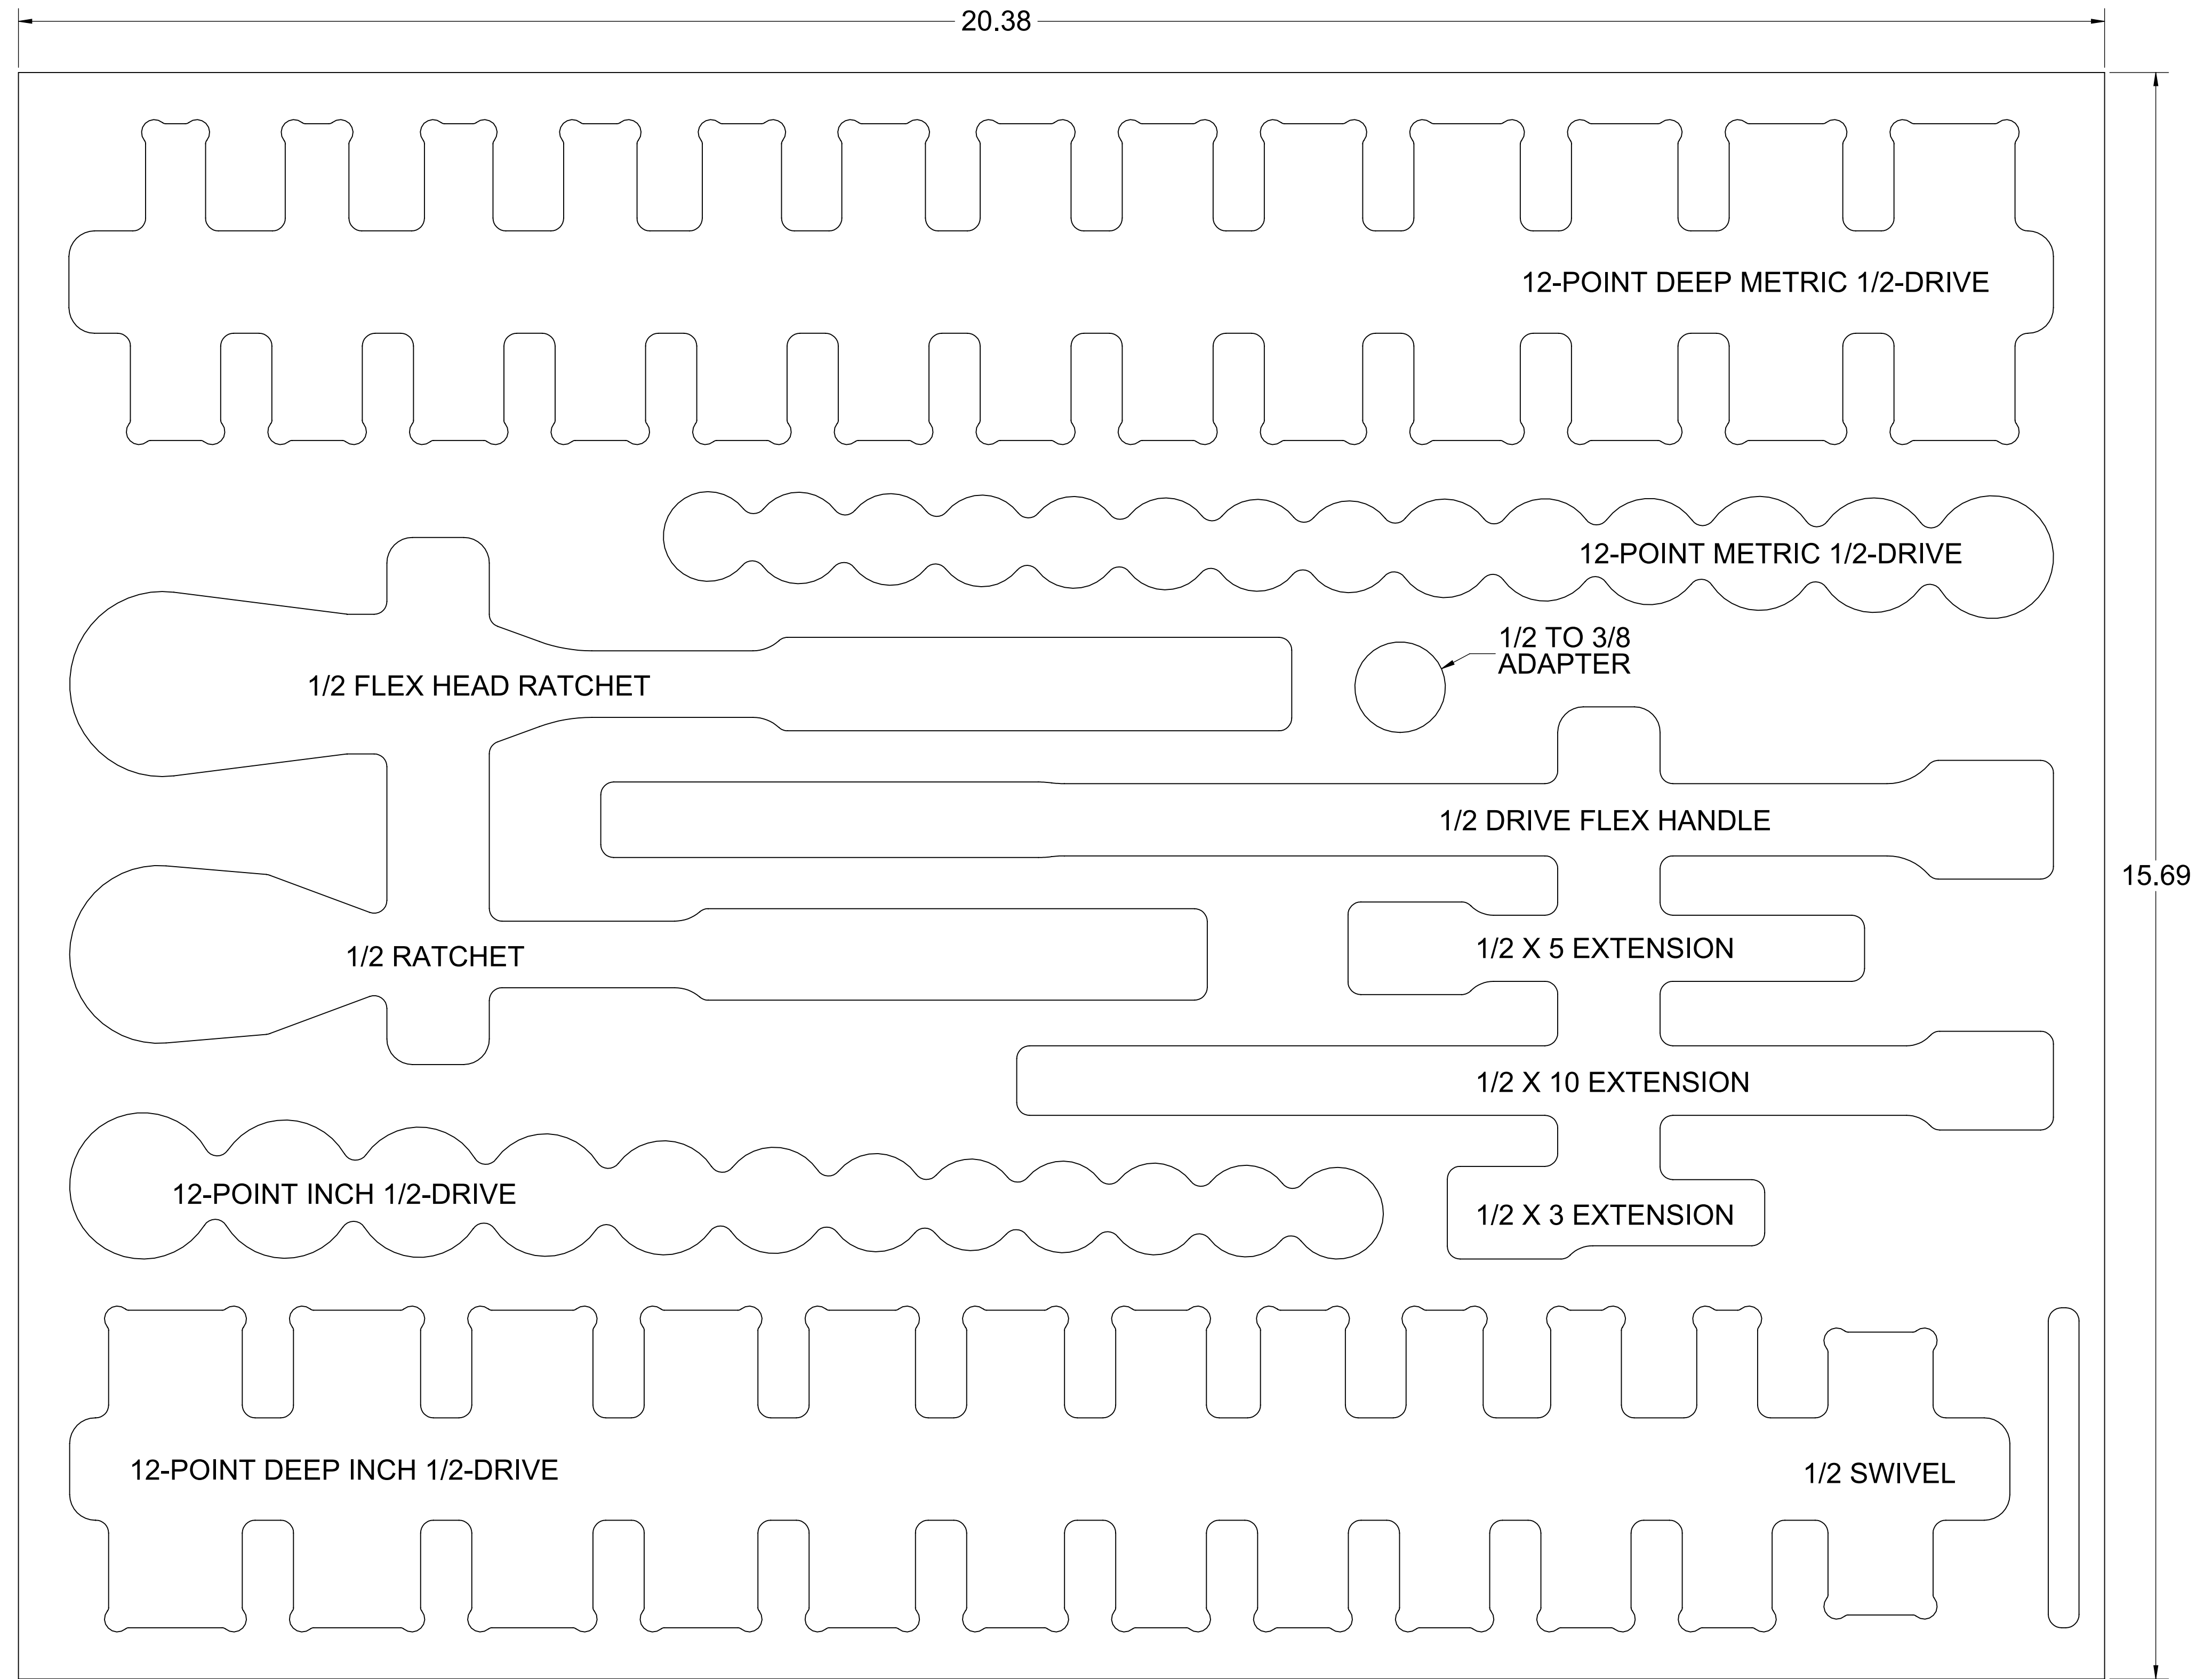 20.38
12-POINT DEEP METRIC 1/2-DRIVE
12-POINT METRIC 1/2-DRIVE
1/2 TO 3/8
ADAPTER
1/2 FLEX HEAD RATCHET
1/2 DRIVE FLEX HANDLE
15.69
1/2 X 5 EXTENSION
1/2 RATCHET
1/2 X 10 EXTENSION
12-POINT INCH 1/2-DRIVE
1/2 X 3 EXTENSION
12-POINT DEEP INCH 1/2-DRIVE
1/2 SWIVEL